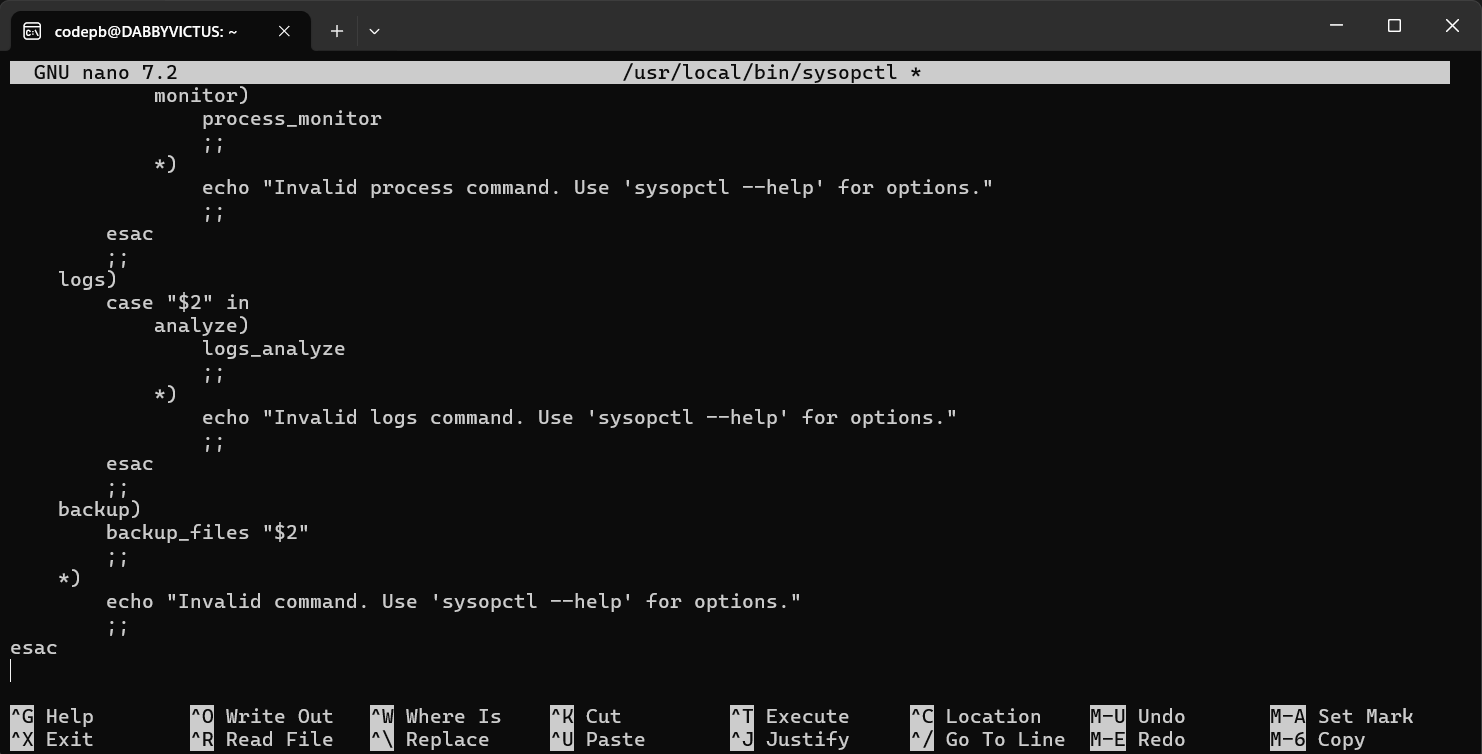 codepb@DABBYVICTUS: ~
GNU nano 7.2 /usr/local/bin/sysopctl *
            monitor)
                process_monitor
                ;;
            *)
                echo "Invalid process command. Use 'sysopctl --help' for options."
                ;;
        esac
        ;;
    logs)
        case "$2" in
            analyze)
                logs_analyze
                ;;
            *)
                echo "Invalid logs command. Use 'sysopctl --help' for options."
                ;;
        esac
        ;;
    backup)
        backup_files "$2"
        ;;
    *)
        echo "Invalid command. Use 'sysopctl --help' for options."
        ;;
esac
^G Help ^O Write Out ^W Where Is ^K Cut ^T Execute ^C Location M-U Undo M-A Set Mark
^X Exit ^R Read File ^\ Replace ^U Paste ^J Justify ^/ Go To Line M-E Redo M-6 Copy